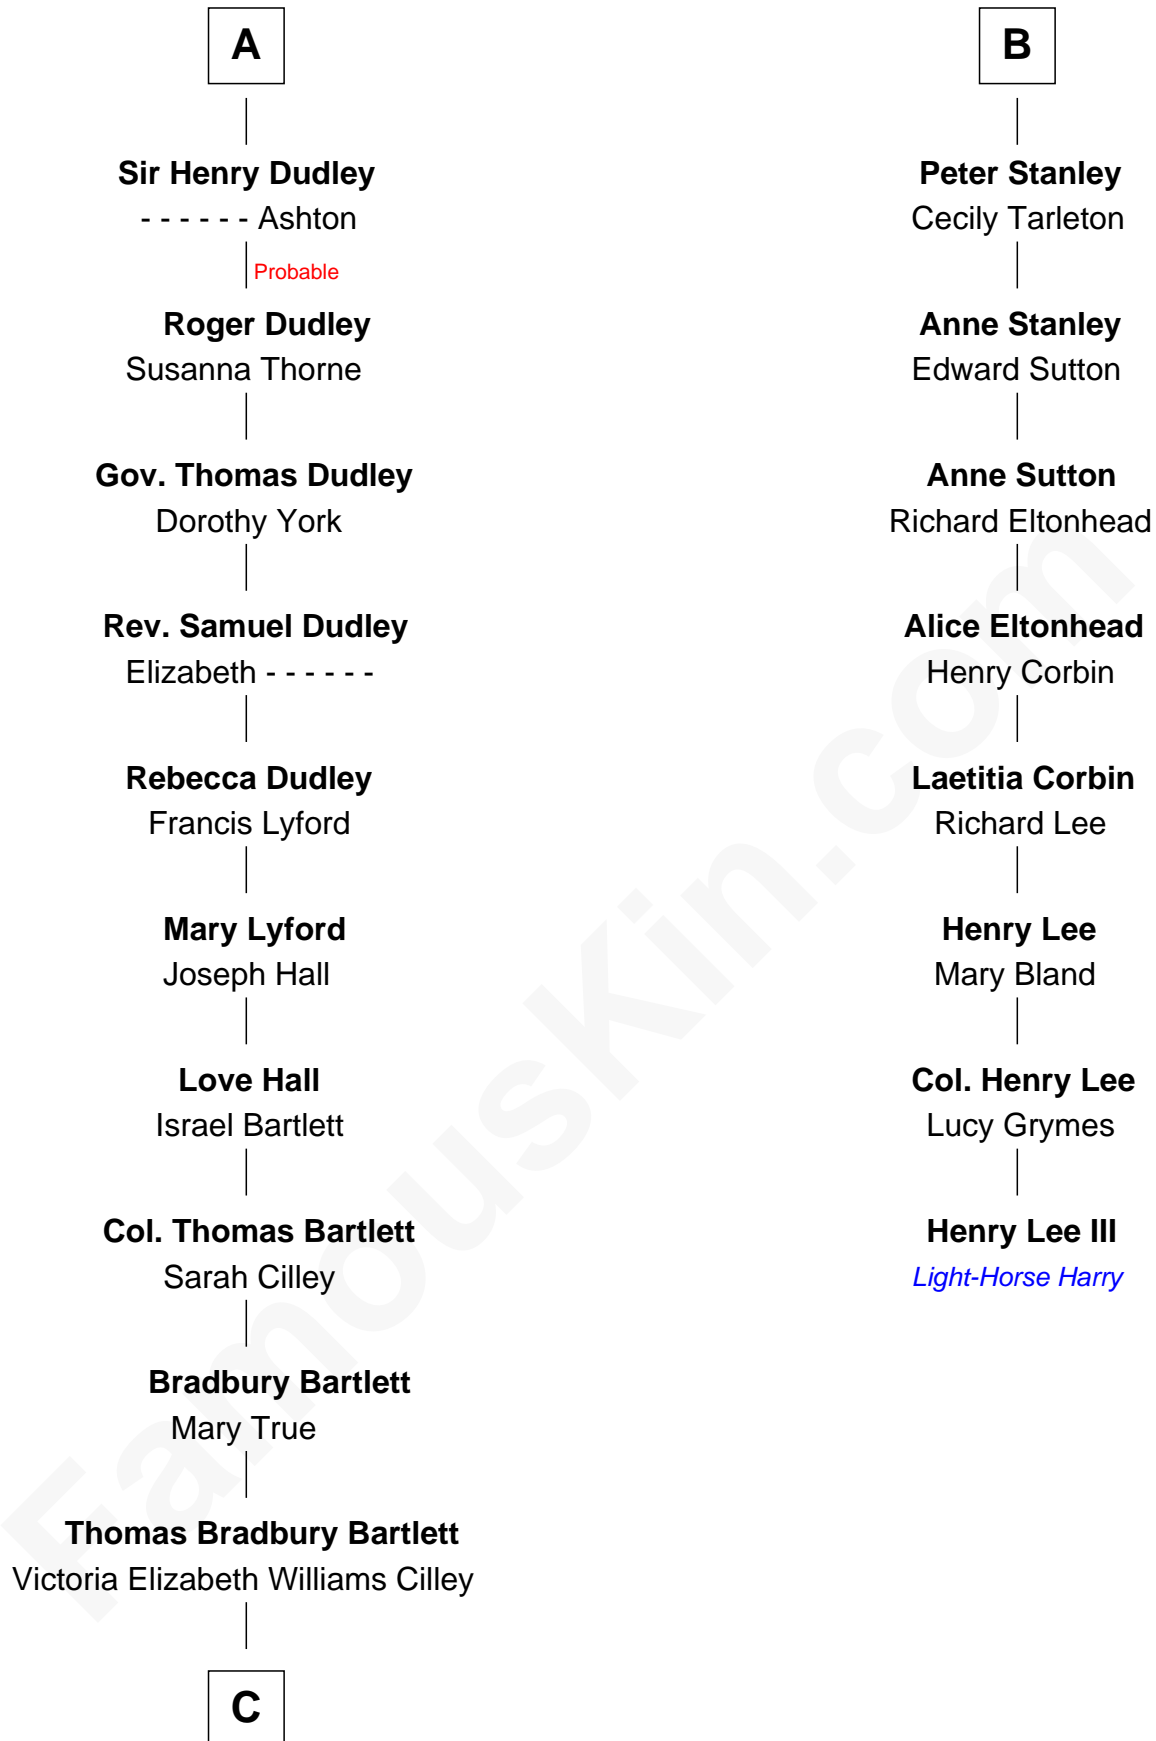 A
Sir Henry Dudley
- - - - - - Ashton
Probable
Roger Dudley
Susanna Thorne
Gov. Thomas Dudley
Dorothy York
Rev. Samuel Dudley
Elizabeth - - - - - -
Rebecca Dudley
Francis Lyford
Mary Lyford
Joseph Hall
Love Hall
Israel Bartlett
Col. Thomas Bartlett
Sarah Cilley
Bradbury Bartlett
Mary True
Thomas Bradbury Bartlett
Victoria Elizabeth Williams Cilley
C
B
Peter Stanley
Cecily Tarleton
Anne Stanley
Edward Sutton
Anne Sutton
Richard Eltonhead
Alice Eltonhead
Henry Corbin
Laetitia Corbin
Richard Lee
Henry Lee
Mary Bland
Col. Henry Lee
Lucy Grymes
Henry Lee III
Light-Horse Harry
FamousKin.com